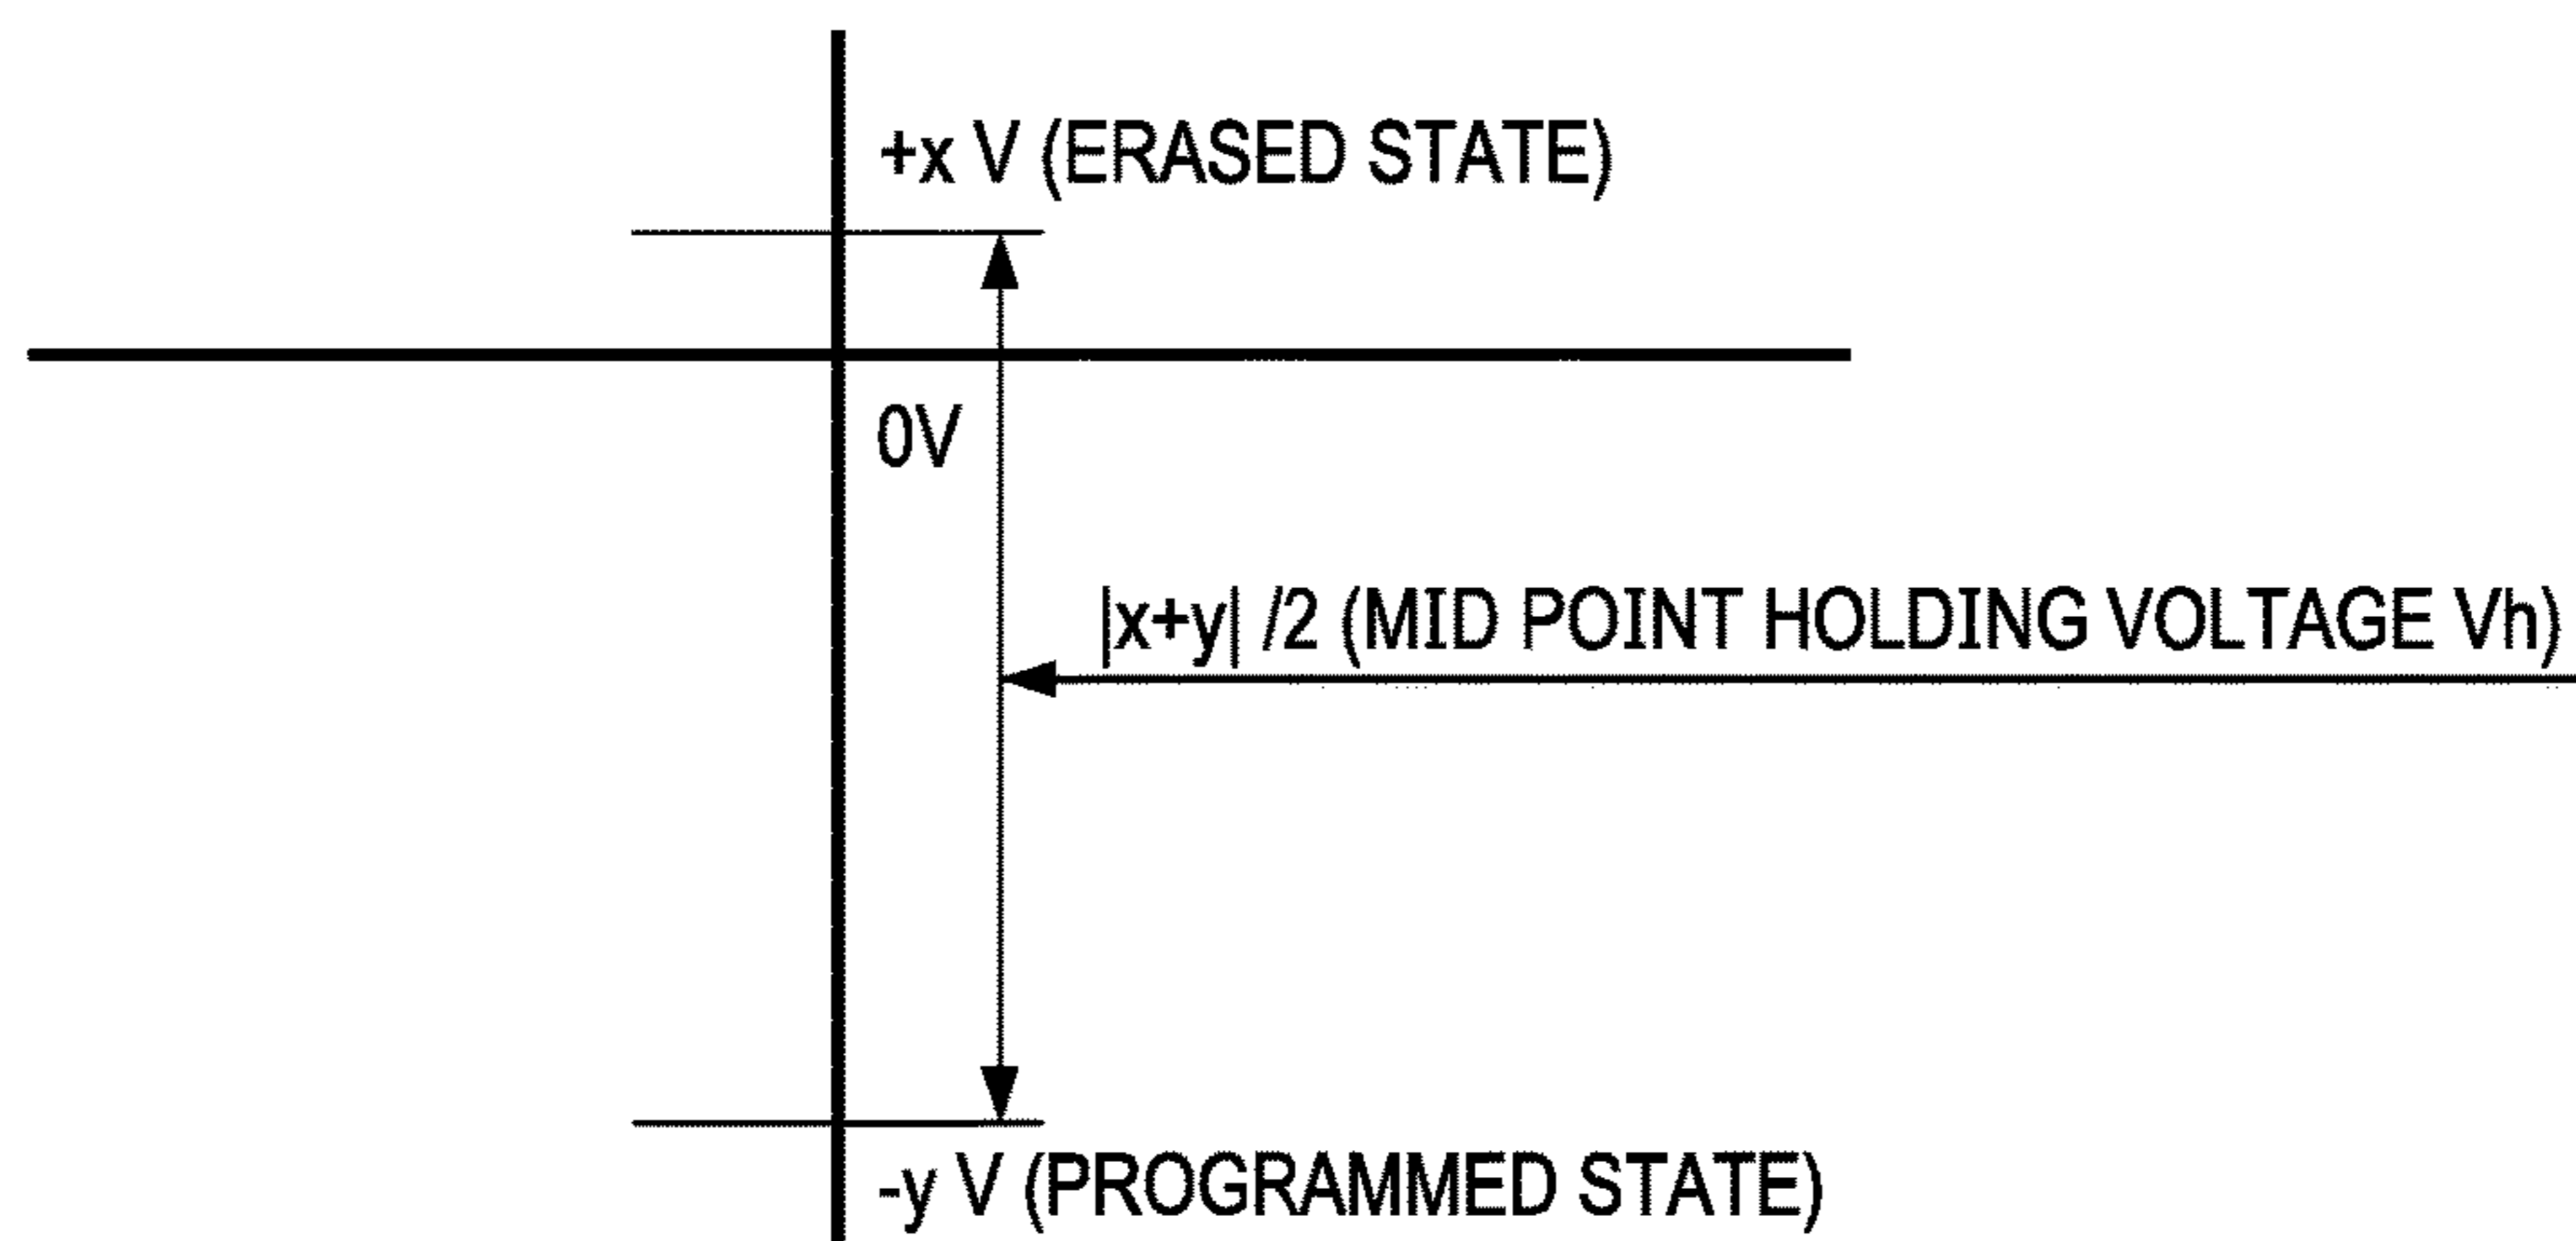 +x V (ERASED STATE)
0V
|x+y| /2 (MID POINT HOLDING VOLTAGE Vh)
-y V (PROGRAMMED STATE)